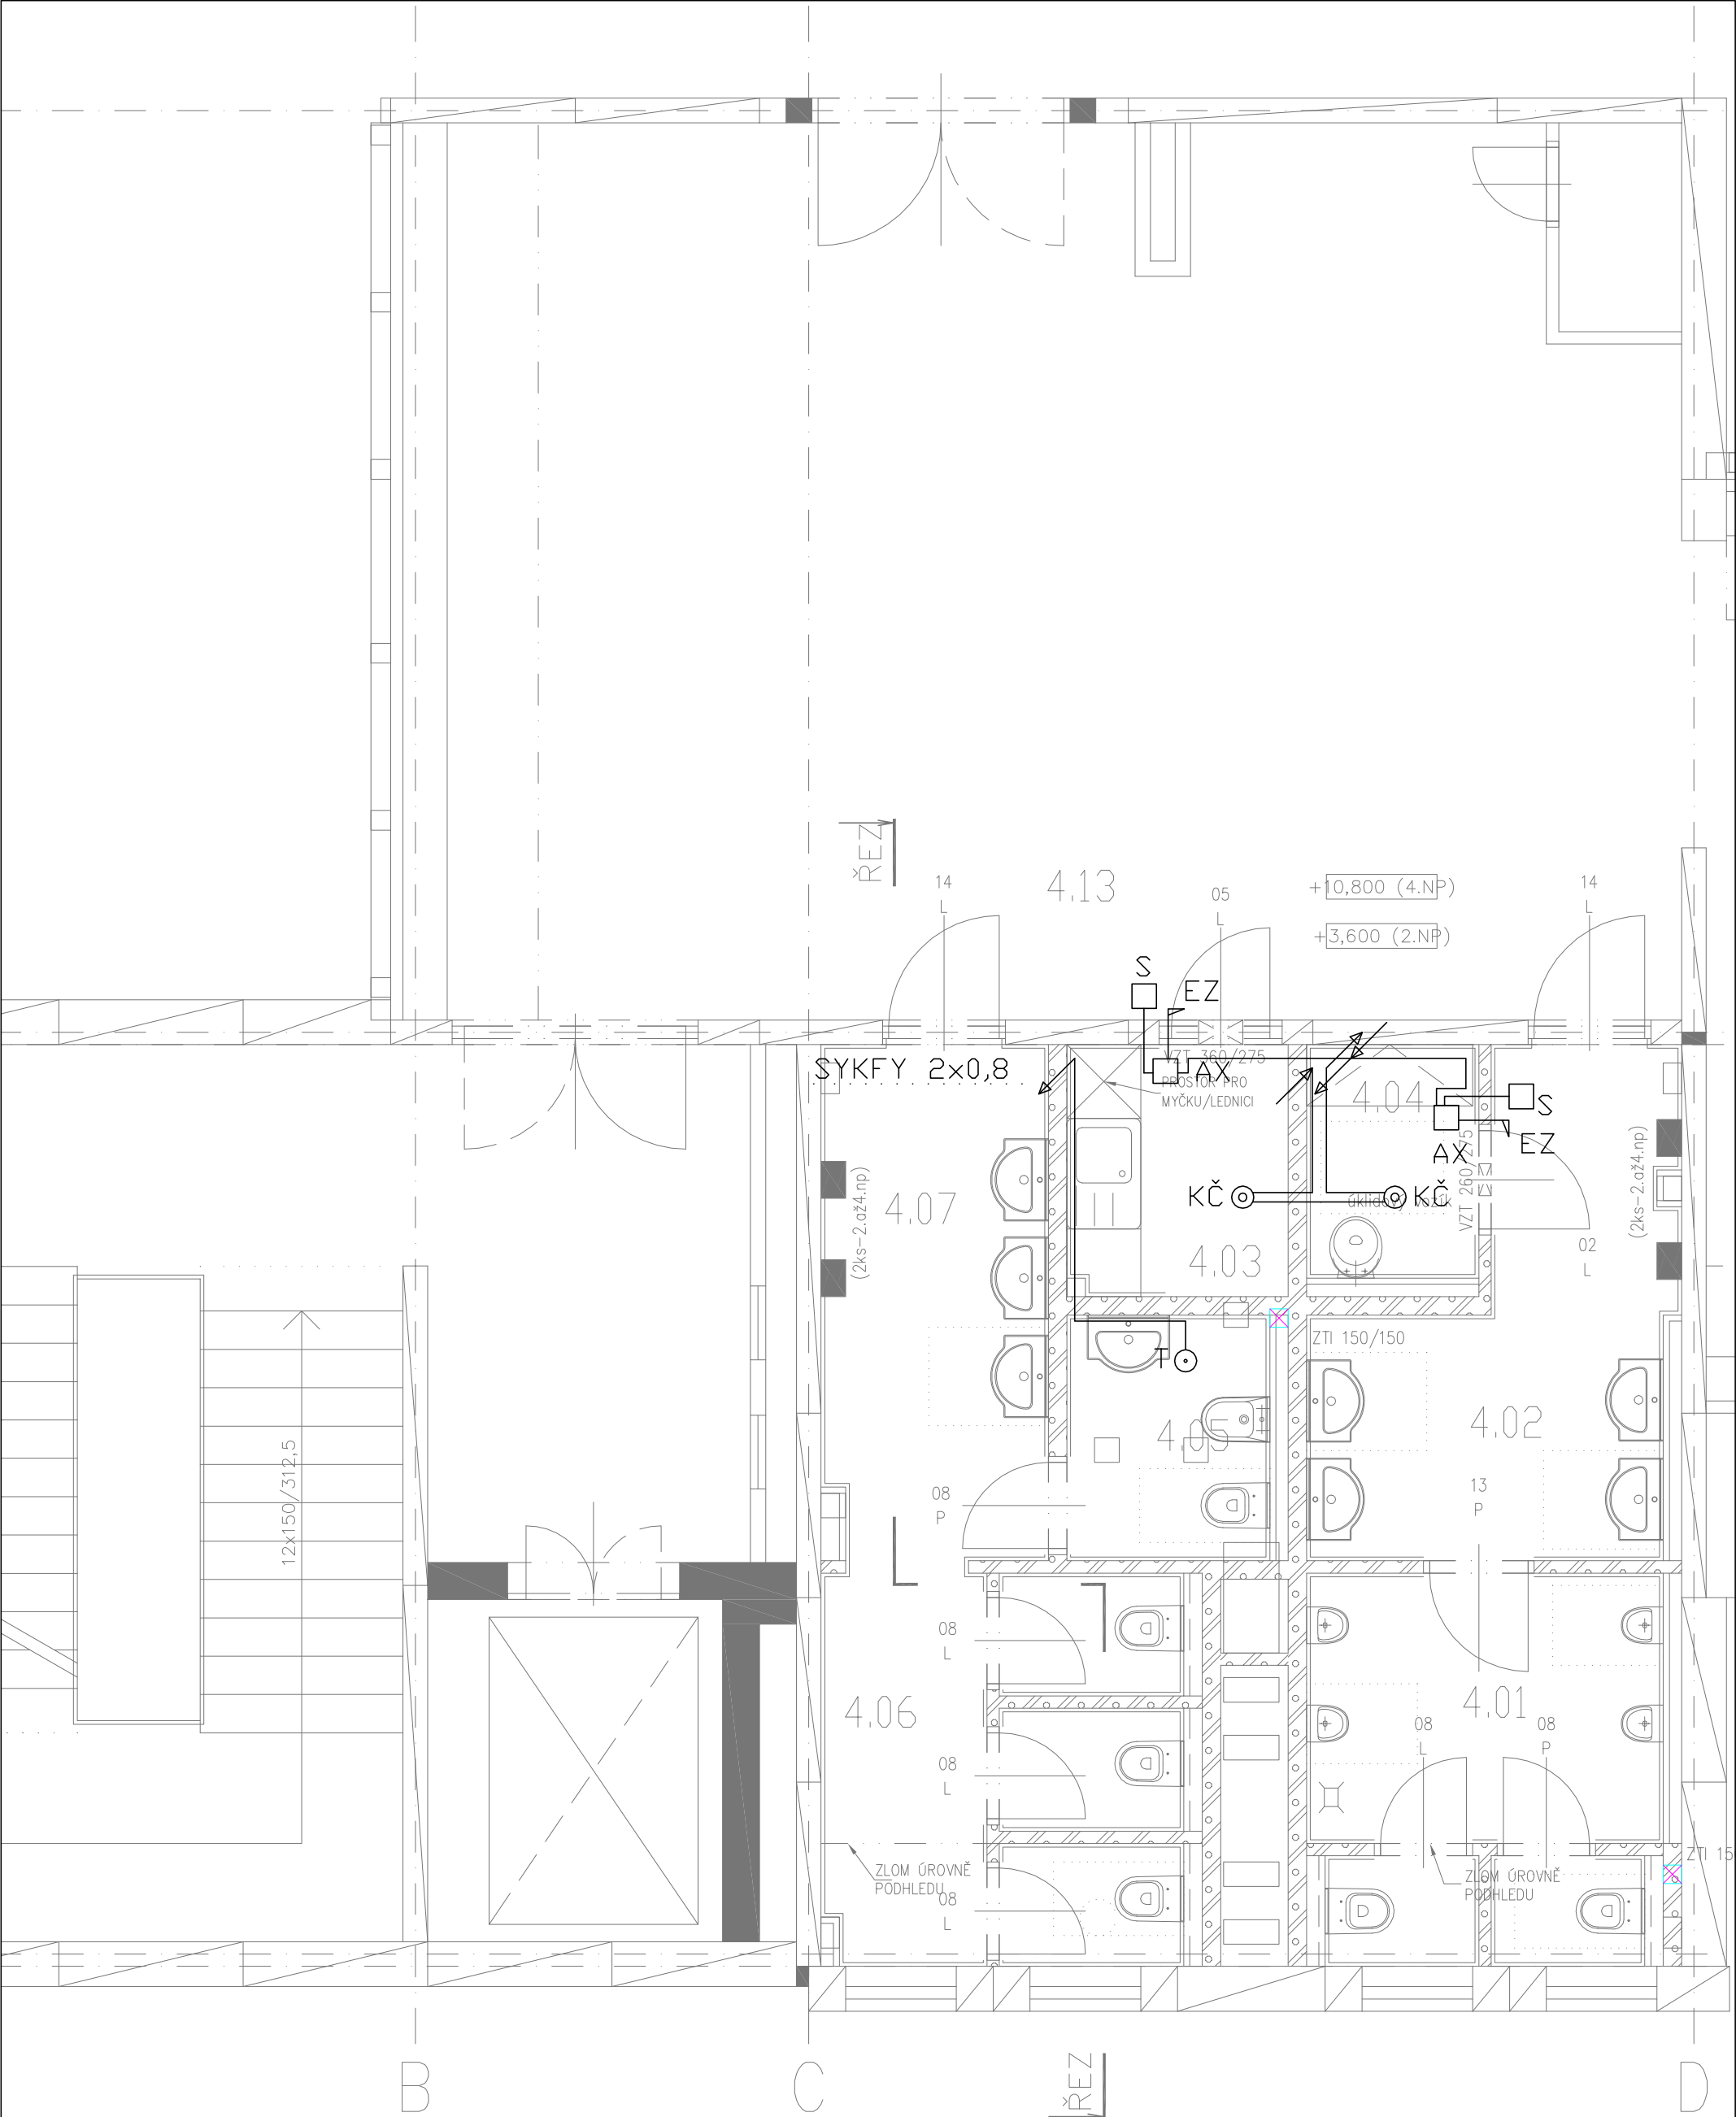 ŘEZ
14
L
4.13
05
L
+10,800 (4.NP)
14
L
+3,600 (2.NP)
S
EZ
SYKFY 2x0,8
VZT 360/275
AX
PROSTOR PRO
MYČKU/LEDNICI
4.04
S
EZ
AX
VZT 260/275
(2ks-2.až4.np)
(2ks-2.až4.np)
4.07
KČ
KČ
úklidový vozík
4.03
02
L
ZTI 150/150
T
4.05
4.02
12x150/312,5
08
P
13
P
08
L
4.06
4.01
08
L
08
P
08
L
ZLOM ÚROVNĚ
PODHLEDU
08
L
ZLOM ÚROVNĚ
PODHLEDU
ZTI 15
B
C
ŘEZ
D